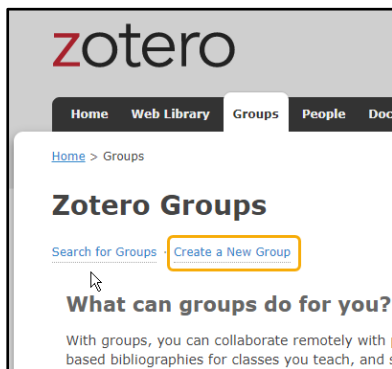 zotero
Home Web Library Groups People Doc
Home > Groups
Zotero Groups
Search for Groups · Create a New Group
What can groups do for you?
With groups, you can collaborate remotely with
based bibliographies for classes you teach, and